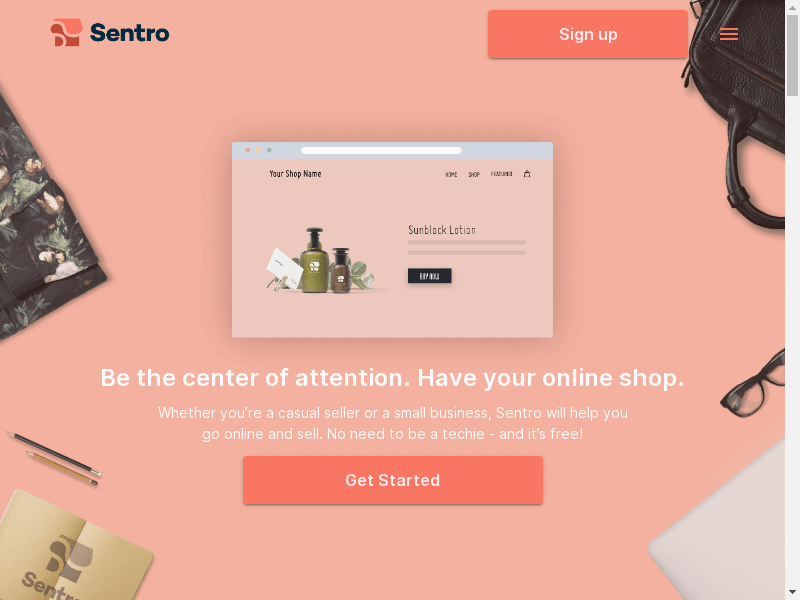 Sentro
Sign up
Your Shop Name
HOME
SHOP
FEATURED
Sunblock Lotion
BUY NOW
Be the center of attention. Have your online shop.
Whether you're a casual seller or a small business, Sentro will help you
go online and sell. No need to be a techie - and it's free!
Get Started
Sentro